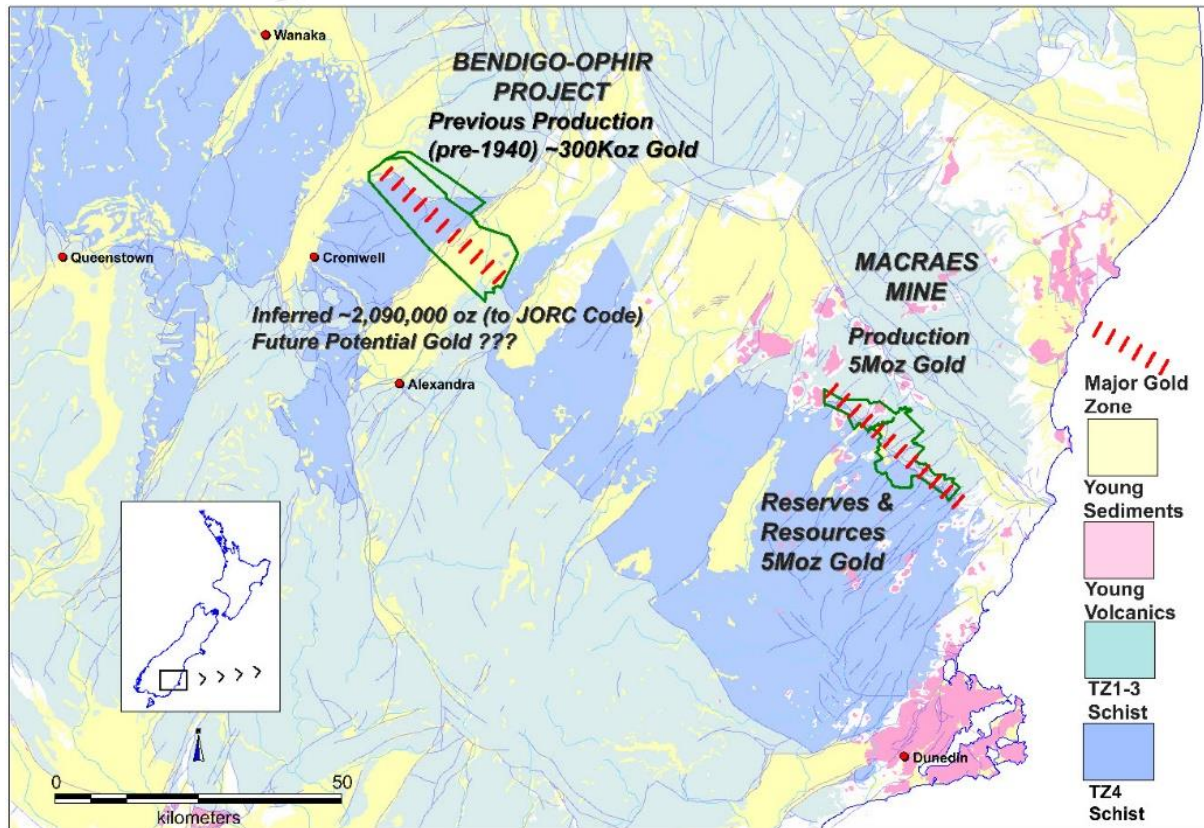 Wanaka
BENDIGO-OPHIR
PROJECT
Previous Production
(pre-1940) ~300Koz Gold
Queenstown
Cromwell
MACRAES
MINE
Production
5Moz Gold
Inferred ~2,090,000 oz (to JORC Code)
Future Potential Gold ???
Alexandra
Reserves &
Resources
5Moz Gold
Major Gold
Zone
Young
Sediments
Young
Volcanics
TZ1-3
Schist
TZ4
Schist
Dunedin
0 50
kilometers